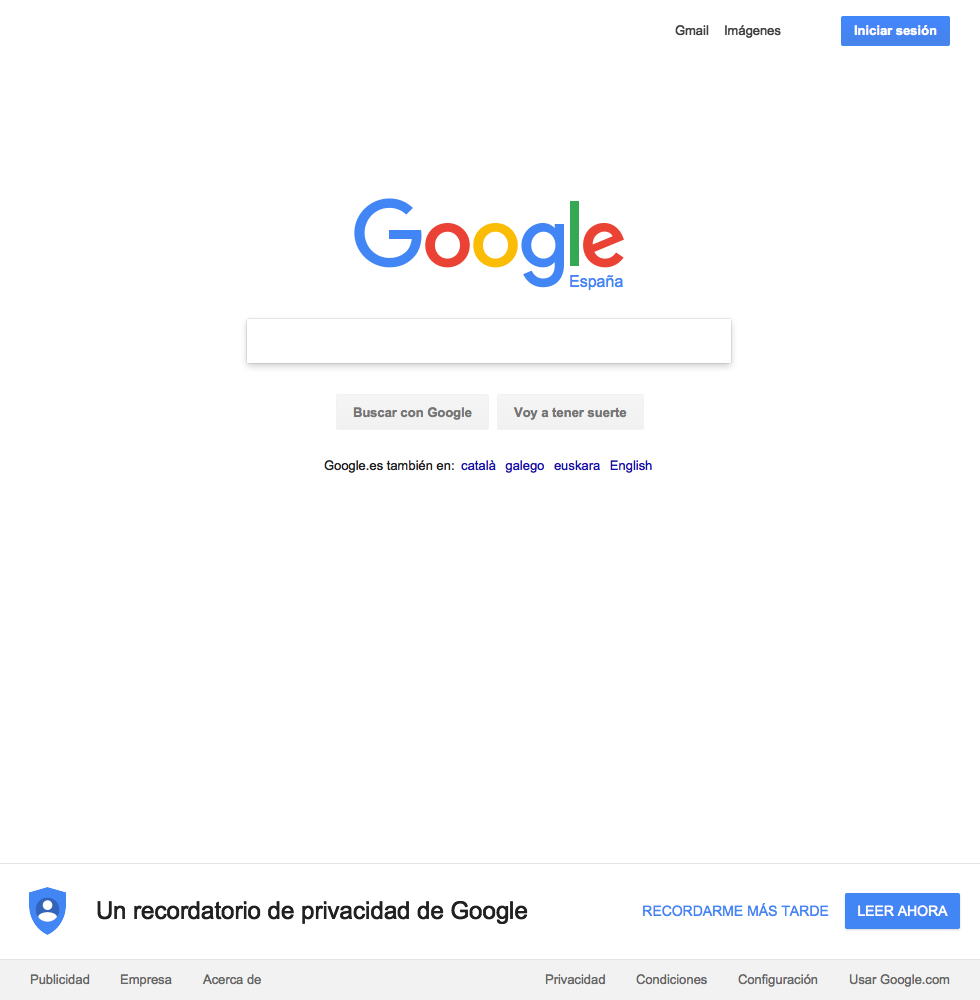 Gmail Imágenes Iniciar sesión
Google
España
Buscar con Google Voy a tener suerte
Google.es también en: català galego euskara English
Un recordatorio de privacidad de Google RECORDARME MÁS TARDE LEER AHORA
Publicidad Empresa Acerca de Privacidad Condiciones Configuración Usar Google.com